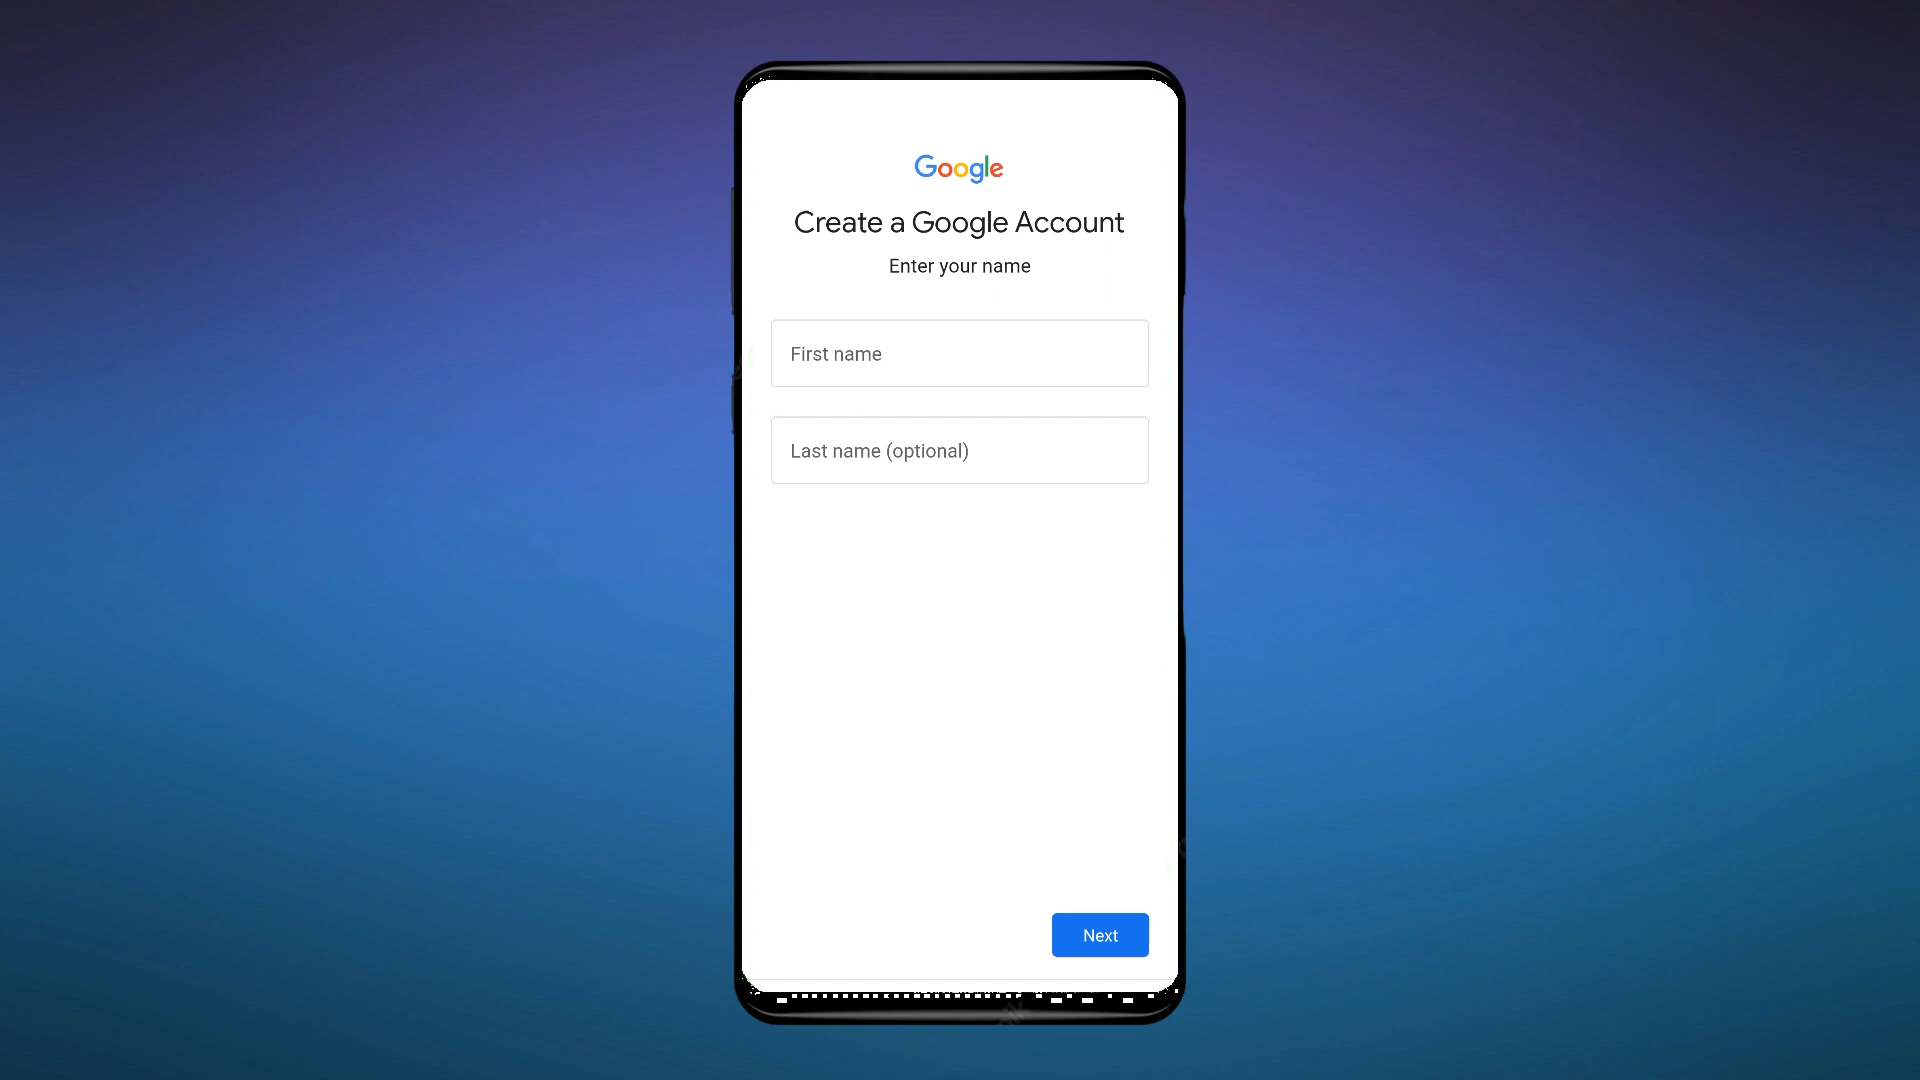 Google
Create a Google Account
Enter your name
First name
Last name (optional)
Next